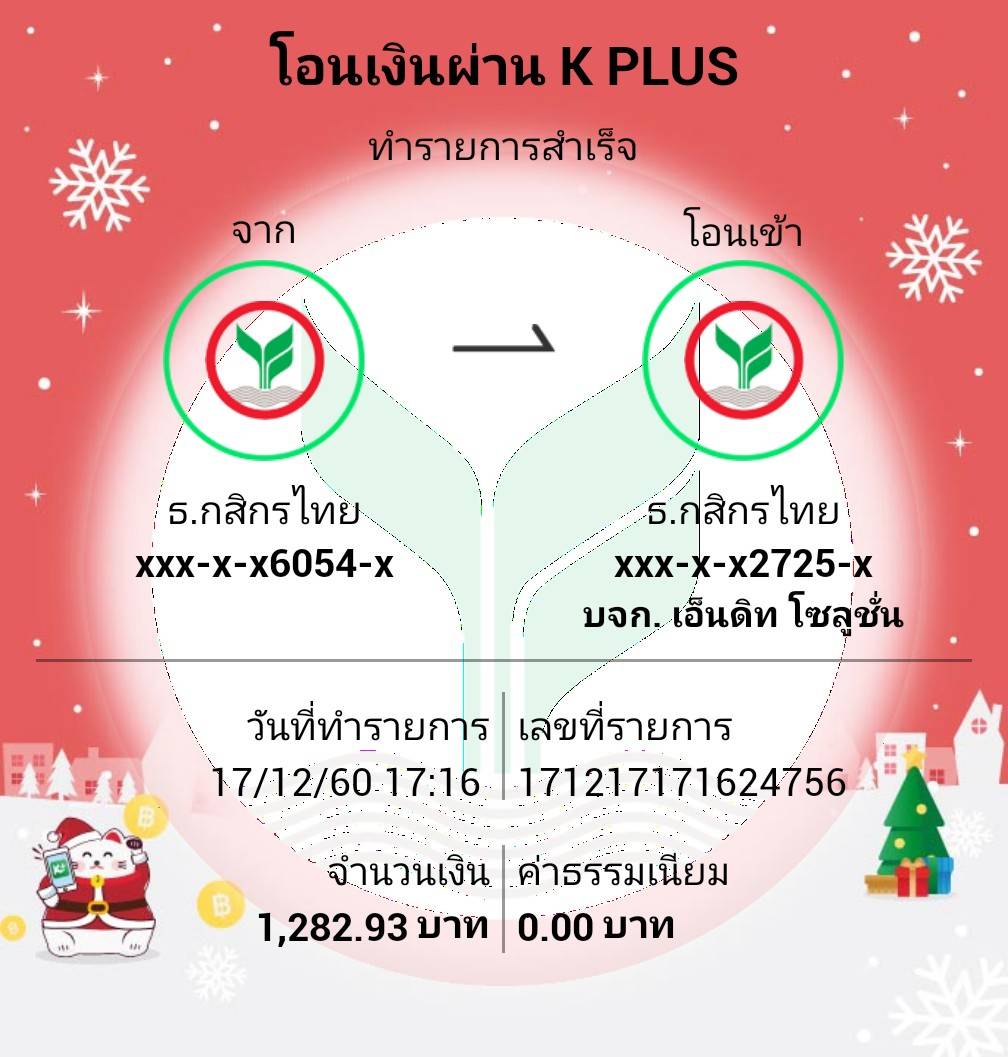 โอนเงินผ่าน K PLUS
ทำรายการสำเร็จ
จาก
โอนเข้า
ธ.กสิกรไทย
xxx-x-x6054-x
ธ.กสิกรไทย
xxx-x-x2725-x
บจก. เอ็นดิท โซลูชั่น
วันที่ทำรายการ
17/12/60 17:16
เลขที่รายการ
171217171624756
จำนวนเงิน
1,282.93 บาท
ค่าธรรมเนียม
0.00 บาท
K+